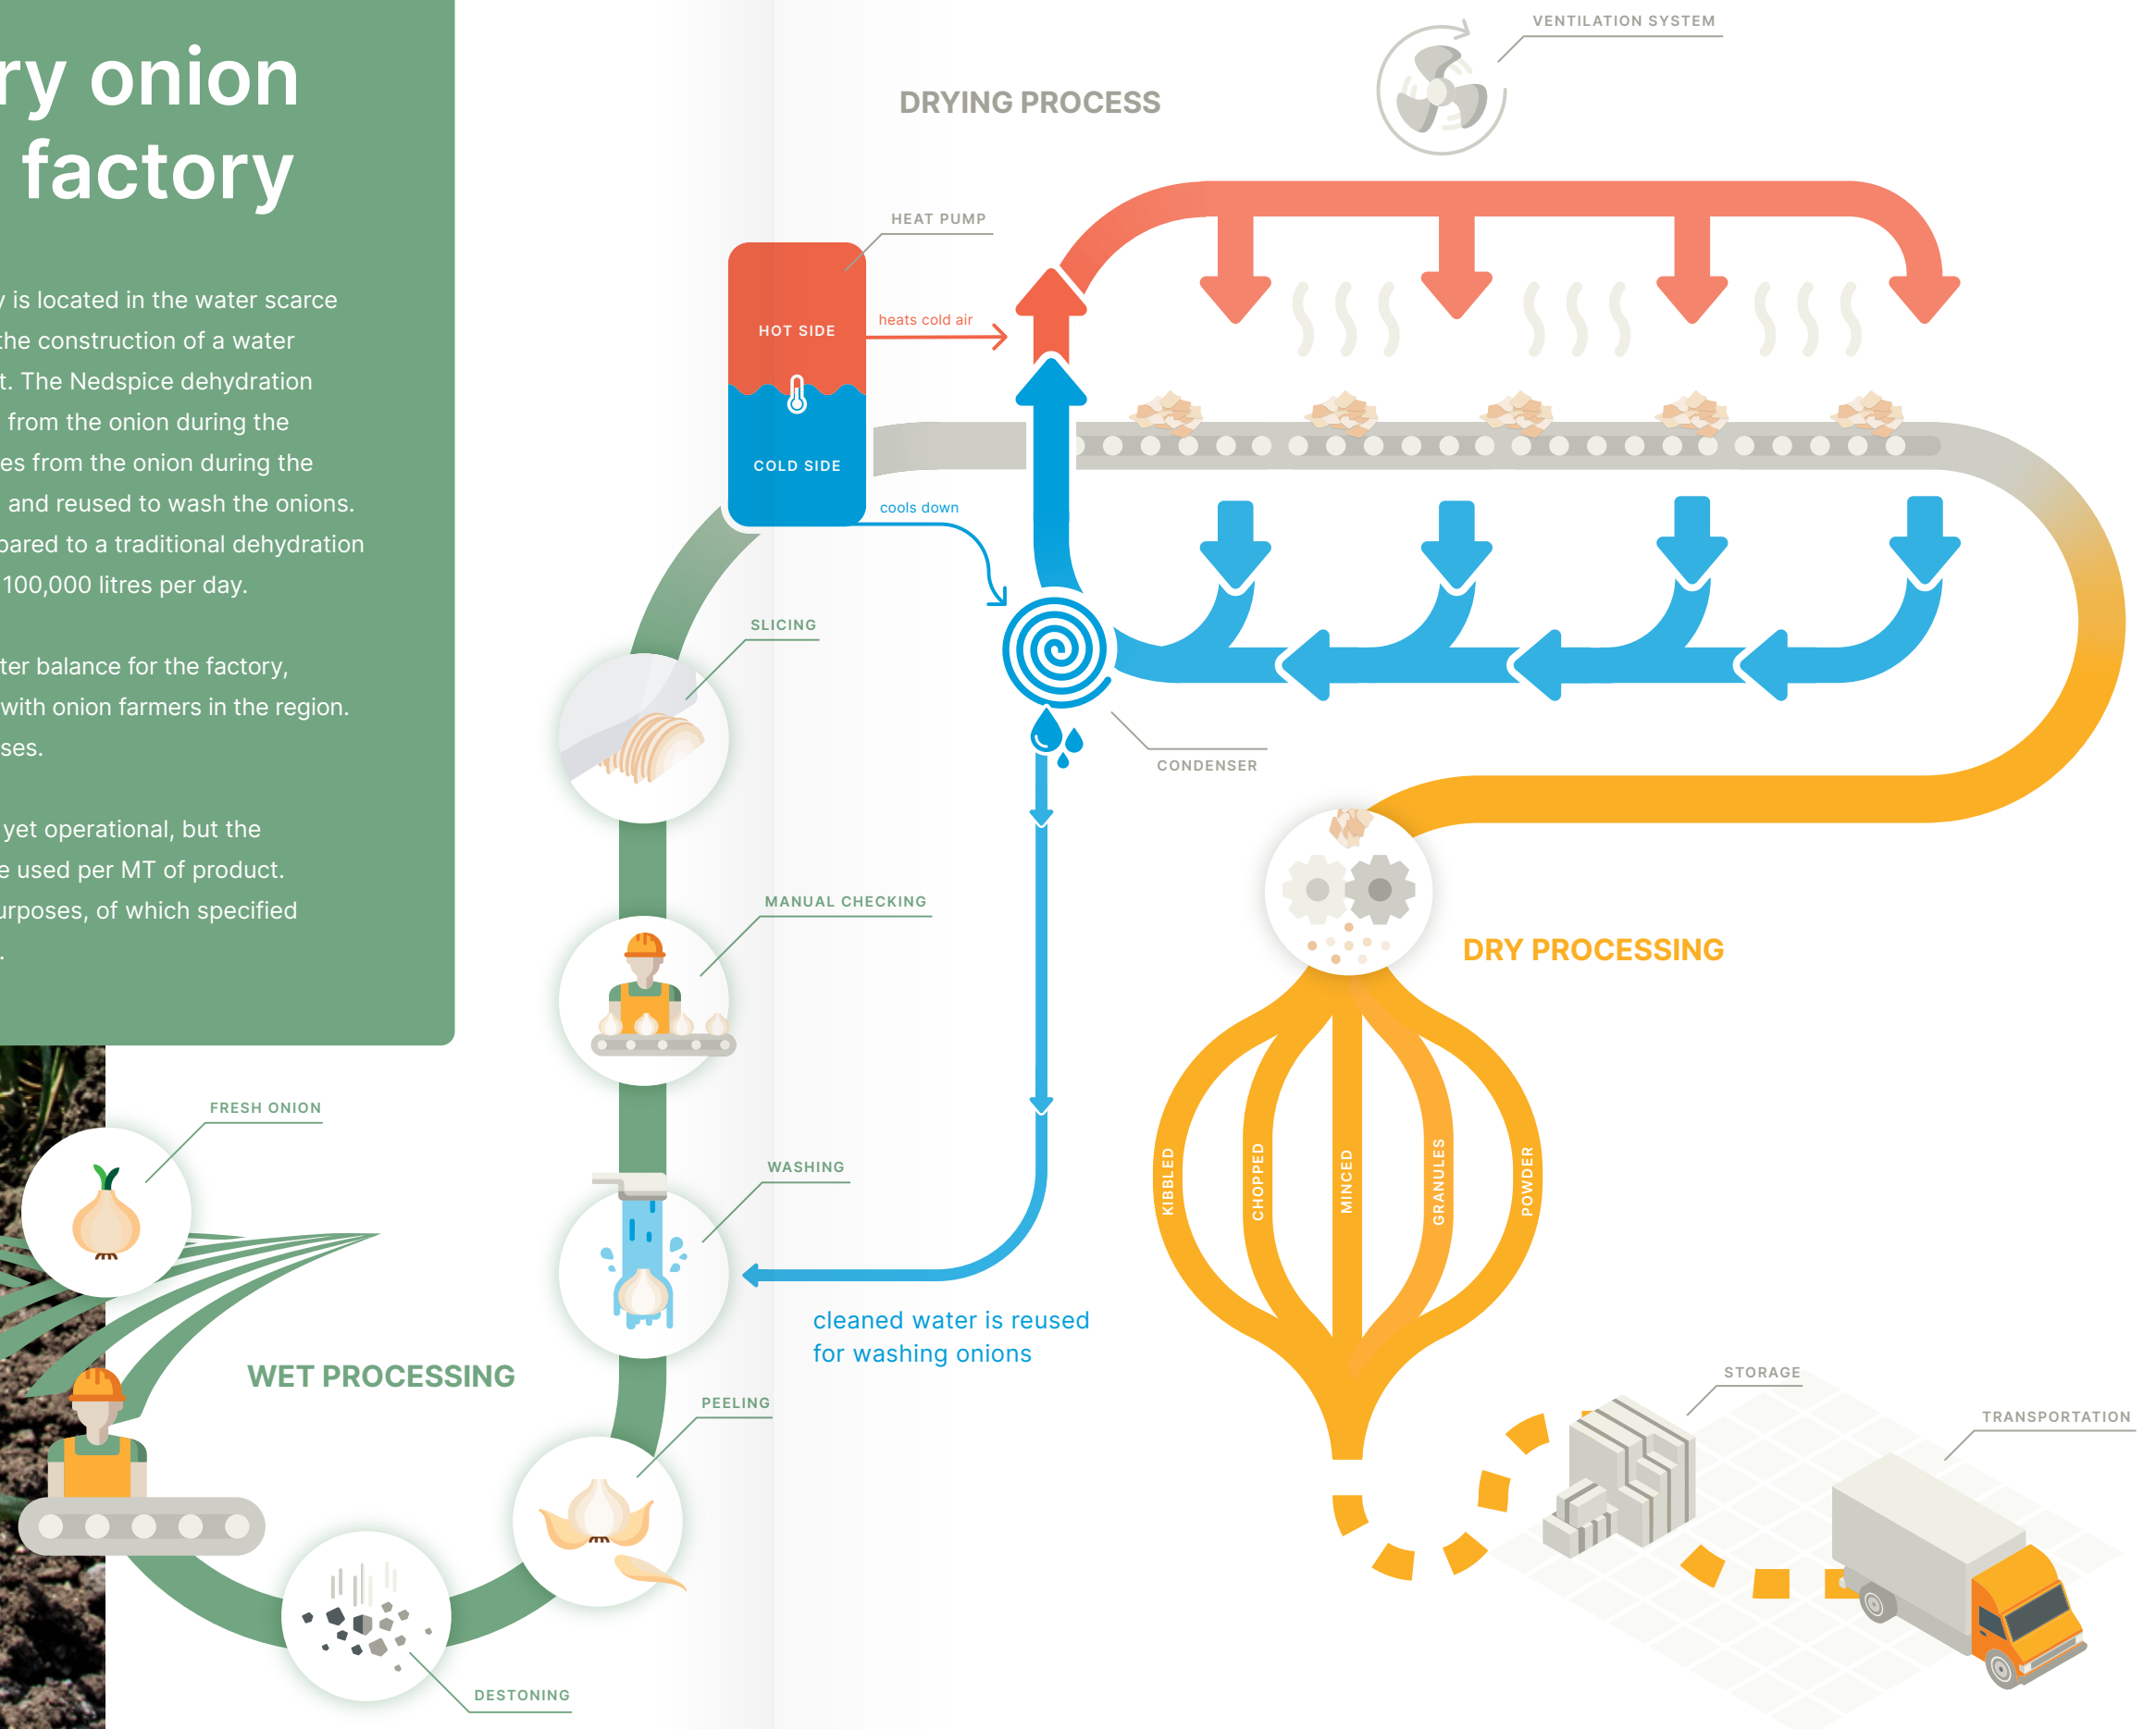 ry onion
factory
y is located in the water scarce
the construction of a water
t. The Nedspice dehydration
from the onion during the
es from the onion during the
and reused to wash the onions.
pared to a traditional dehydration
100,000 litres per day.
ter balance for the factory,
with onion farmers in the region.
ses.
yet operational, but the
e used per MT of product.
urposes, of which specified
.
VENTILATION SYSTEM
DRYING PROCESS
HEAT PUMP
HOT SIDE
heats cold air
COLD SIDE
cools down
SLICING
CONDENSER
MANUAL CHECKING
DRY PROCESSING
FRESH ONION
WASHING
KIBBLED
CHOPPED
MINCED
GRANULES
POWDER
cleaned water is reused
for washing onions
WET PROCESSING
PEELING
STORAGE
TRANSPORTATION
DESTONING